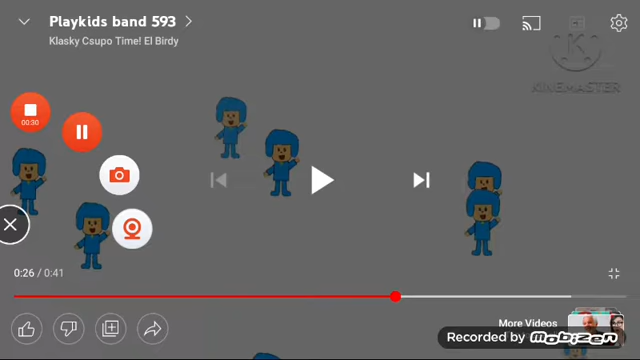 Playkids band 593
Klasky Csupo Time! El Birdy
K
KINEMASTER
00:30
0:26 / 0:41
More Videos
Recorded by
Mobizen